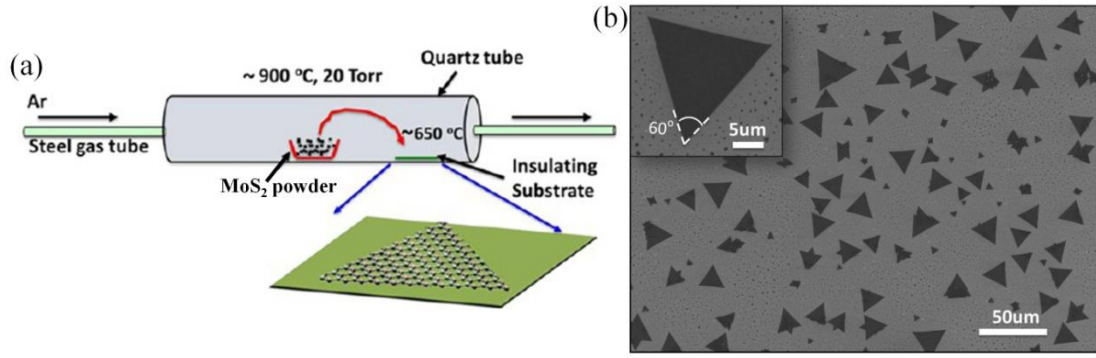 (a)
~ 900 °C, 20 Torr
Quartz tube
Ar
Steel gas tube
~650 °C
MoS₂ powder
Insulating
Substrate
(b)
60°
5um
50um